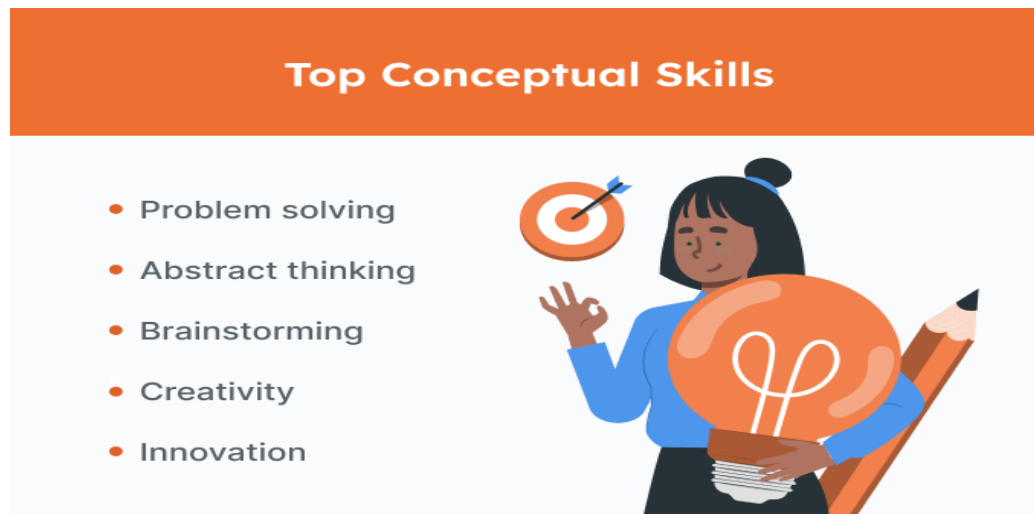 Top Conceptual Skills
Problem solving
Abstract thinking
Brainstorming
Creativity
Innovation